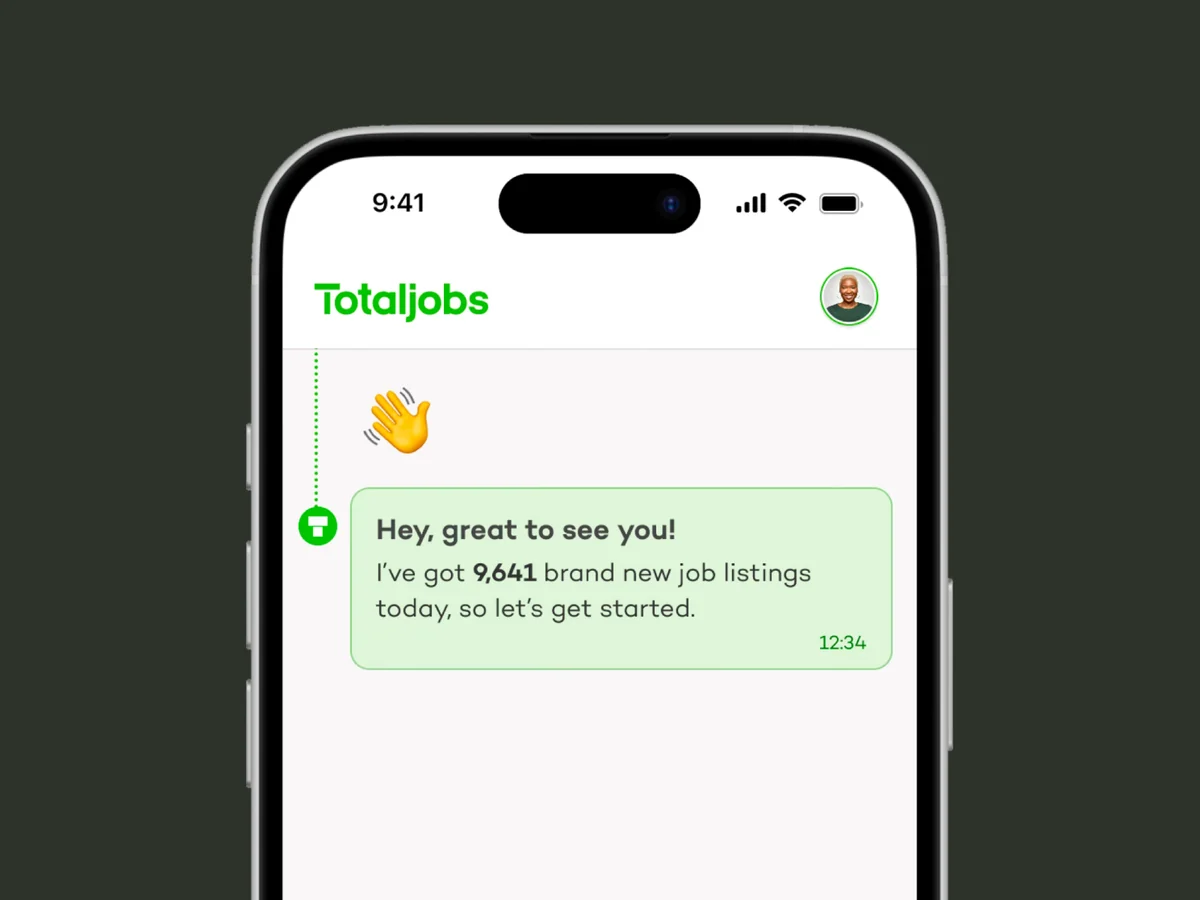 9:41
Totaljobs
Hey, great to see you!
I’ve got 9,641 brand new job listings
today, so let’s get started.
12:34